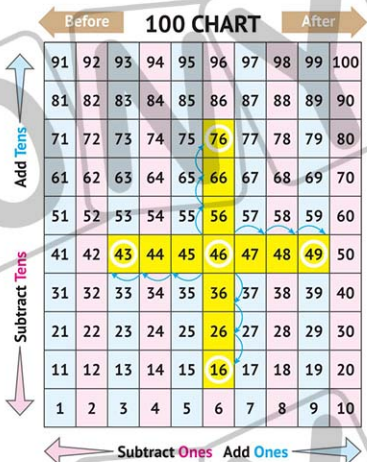 Before 100 CHART After
91 92 93 94 95 96 97 98 99 100
81 82 83 84 85 86 87 88 89 90
71 72 73 74 75 76 77 78 79 80
61 62 63 64 65 66 67 68 69 70
51 52 53 54 55 56 57 58 59 60
41 42 43 44 45 46 47 48 49 50
31 32 33 34 35 36 37 38 39 40
21 22 23 24 25 26 27 28 29 30
11 12 13 14 15 16 17 18 19 20
1 2 3 4 5 6 7 8 9 10
Add Tens
Subtract Tens
Subtract Ones Add Ones